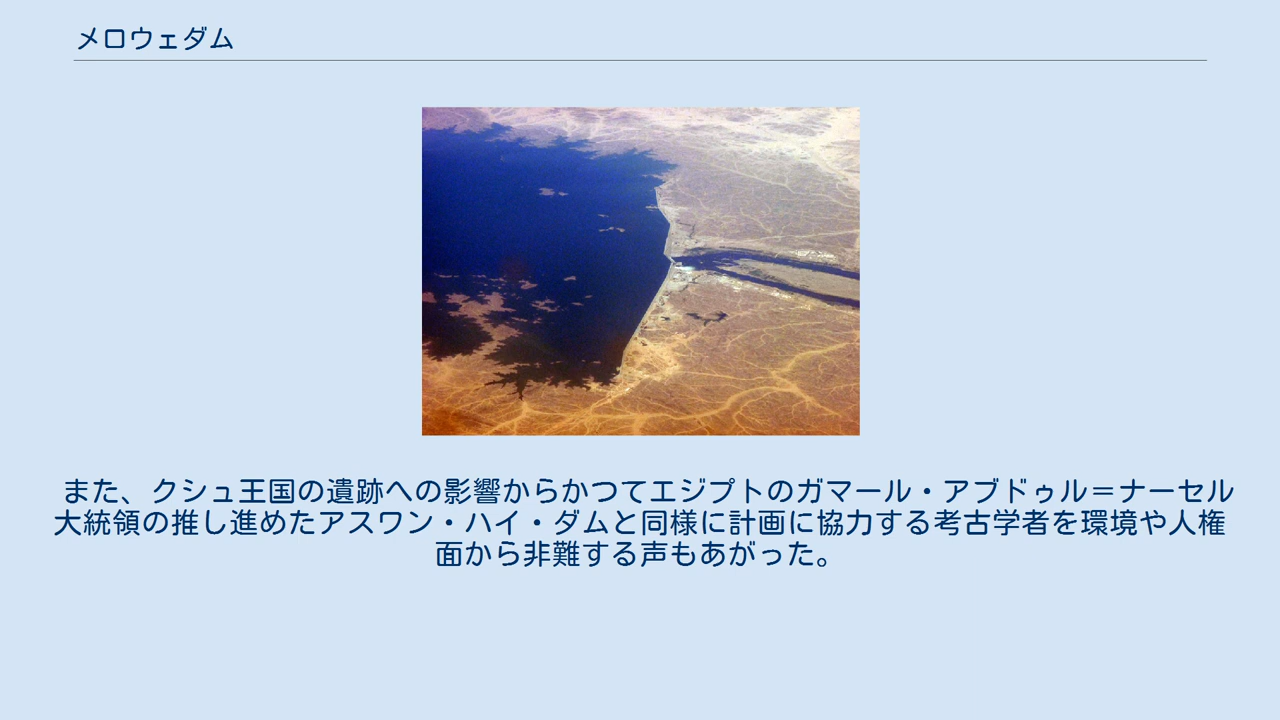 メロウェダム
また、クシュ王国の遺跡への影響からかつてエジプトのガマール・アブドゥル＝ナーセル
大統領の推し進めたアスワン・ハイ・ダムと同様に計画に協力する考古学者を環境や人権
面から非難する声もあがった。